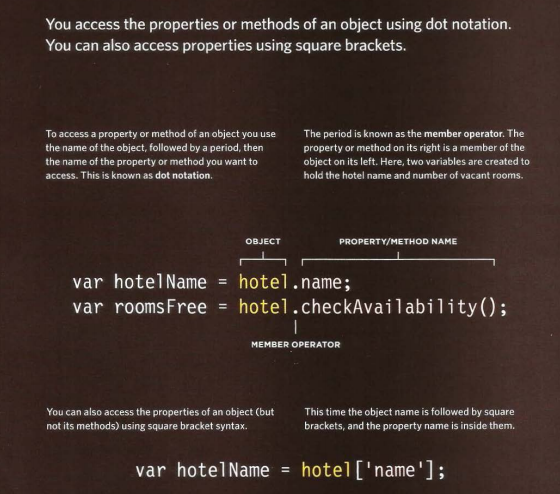 You access the properties or methods of an object using dot notation.
You can also access properties using square brackets.
To access a property or method of an object you use
the name of the object, followed by a period, then
the name of the property or method you want to
access. This is known as dot notation.
The period is known as the member operator. The
property or method on its right is a member of the
object on its left. Here, two variables are created to
hold the hotel name and number of vacant rooms.
OBJECT
PROPERTY/METHOD NAME
var hotelName = hotel.name;
var roomsFree = hotel.checkAvailability();
MEMBER OPERATOR
You can also access the properties of an object (but
not its methods) using square bracket syntax.
This time the object name is followed by square
brackets, and the property name is inside them.
var hotelName = hotel['name'];